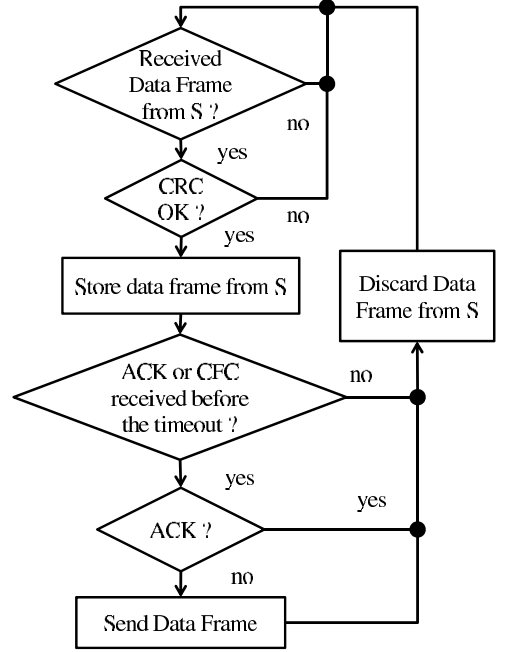 Received
Data Frame
from S ?
no
yes
CRC
OK ?
no
yes
Store data frame from S
Discard Data
Frame from S
ACK or CFC
received before
the timeout ?
no
yes
yes
ACK ?
no
Send Data Frame